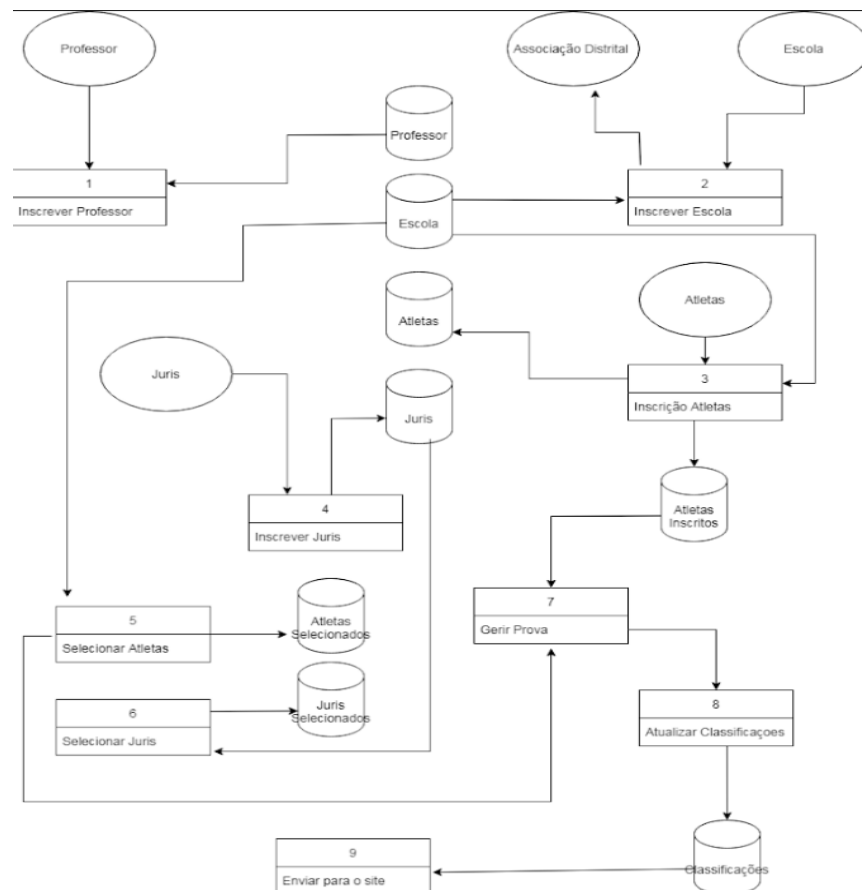 Professor
Associação Distrital
Escola
Professor
1
Inscrever Professor
2
Inscrever Escola
Escola
Atletas
Atletas
Juris
3
Inscrição Atletas
Juris
4
Inscrever Juris
Atletas
Inscritos
5
Selecionar Atletas
Atletas
Selecionados
7
Gerir Prova
6
Selecionar Juris
Juris
Selecionados
8
Atualizar Classificaçoes
9
Enviar para o site
Classificações